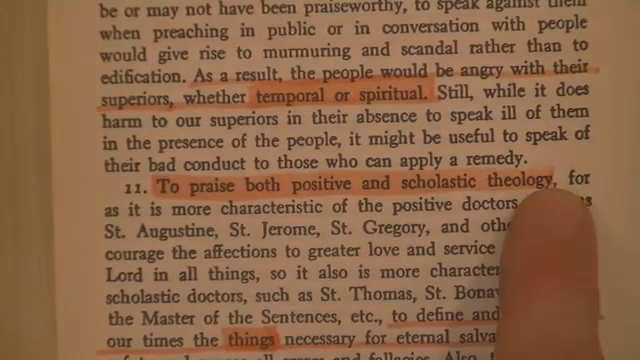 be or may not have been praiseworthy, to speak against them
when preaching in public or in conversation with people
would give rise to murmuring and scandal rather than to
edification. As a result, the people would be angry with their
superiors, whether temporal or spiritual. Still, while it does
harm to our superiors in their absence to speak ill of them
in the presence of the people, it might be useful to speak of
their bad conduct to those who can apply a remedy.
11. To praise both positive and scholastic theology, for
as it is more characteristic of the positive doctors
St. Augustine, St. Jerome, St. Gregory, and
courage the affections to greater love and service
Lord in all things, so it also is more
scholastic doctors, such as St. Thomas, St.
the Master of the Sentences, etc., to define and
our times the things necessary for eternal